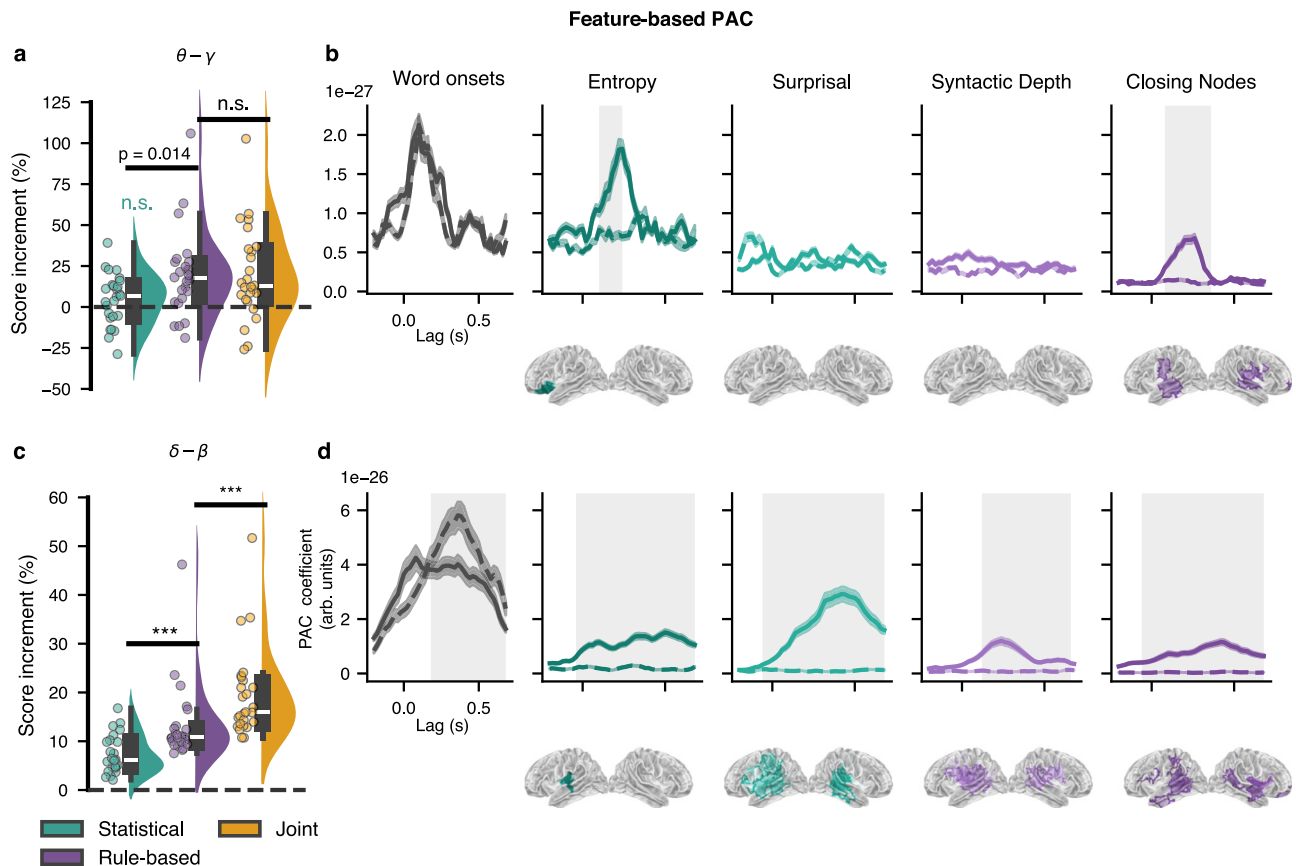 Feature-based PAC
a
θ – γ
Score increment (%)
125
100
75
50
25
0
−25
−50
n.s.
p = 0.014
n.s.
b
Word onsets
Entropy
Surprisal
Syntactic Depth
Closing Nodes
1e−27
2.0
1.5
1.0
0.5
0.0
0.0
0.5
Lag (s)
c
δ – β
Score increment (%)
60
50
40
30
20
10
0
***
***
d
1e−26
PAC coefficient
(arb. units)
6
4
2
0
0.0
0.5
Lag (s)
Statistical
Joint
Rule-based